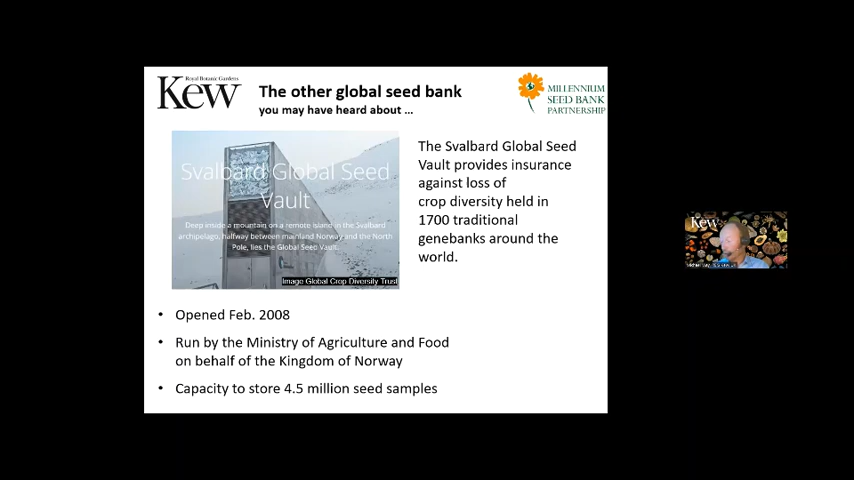 Royal Botanic Gardens
Kew
The other global seed bank
you may have heard about ...
MILLENNIUM
SEED BANK
PARTNERSHIP
Svalbard Global Seed
Vault
Deep inside a mountain on a remote island in the Svalbard
archipelago, halfway between mainland Norway and the North
Pole, lies the Global Seed Vault.
Image Global Crop Diversity Trust
The Svalbard Global Seed
Vault provides insurance
against loss of
crop diversity held in
1700 traditional
genebanks around the
world.
• Opened Feb. 2008
• Run by the Ministry of Agriculture and Food
on behalf of the Kingdom of Norway
• Capacity to store 4.5 million seed samples
Kew